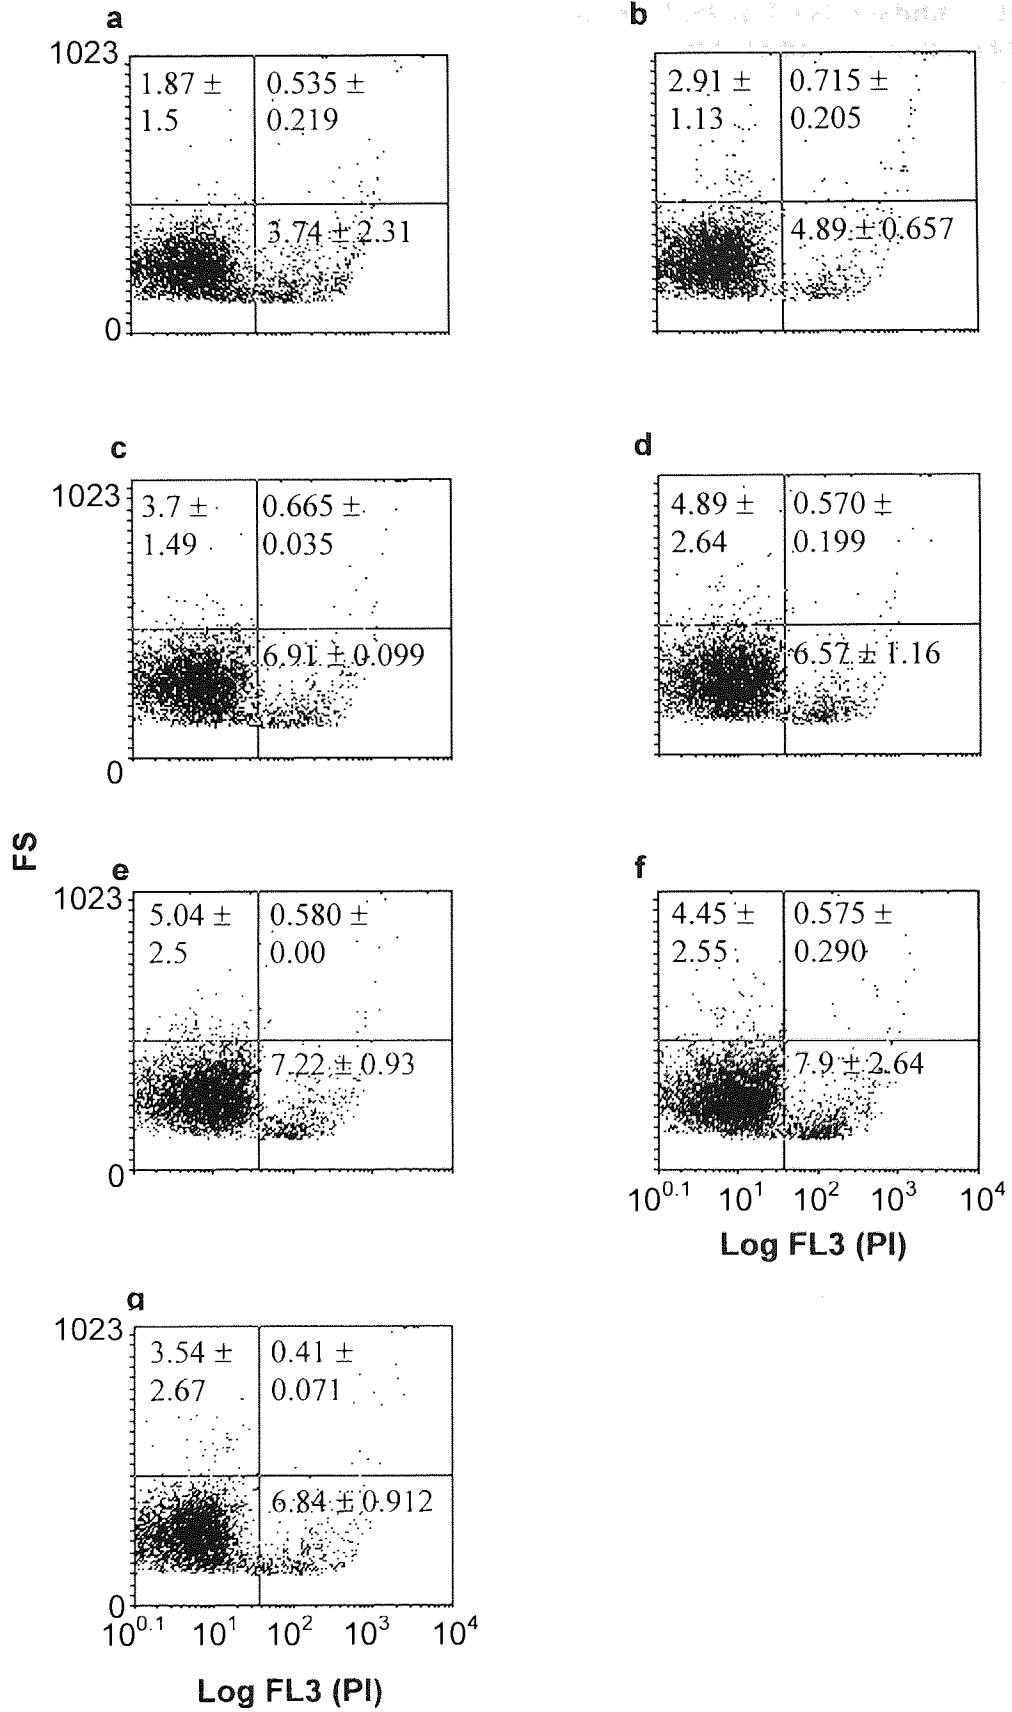 a
1023
1.87 ±
1.5
0.535 ±
0.219
3.74 ± 2.31
0
b
2.91 ±
1.13
0.715 ±
0.205
4.89 ± 0.657
c
1023
3.7 ±
1.49
0.665 ±
0.035
6.91 ± 0.099
0
d
4.89 ±
2.64
0.570 ±
0.199
6.57 ± 1.16
FS
e
1023
5.04 ±
2.5
0.580 ±
0.00
7.22 ± 0.93
0
f
4.45 ±
2.55
0.575 ±
0.290
7.9 ± 2.64
10^0.1 10^1 10^2 10^3 10^4
Log FL3 (PI)
g
1023
3.54 ±
2.67
0.41 ±
0.071
6.84 ± 0.912
0
10^0.1 10^1 10^2 10^3 10^4
Log FL3 (PI)